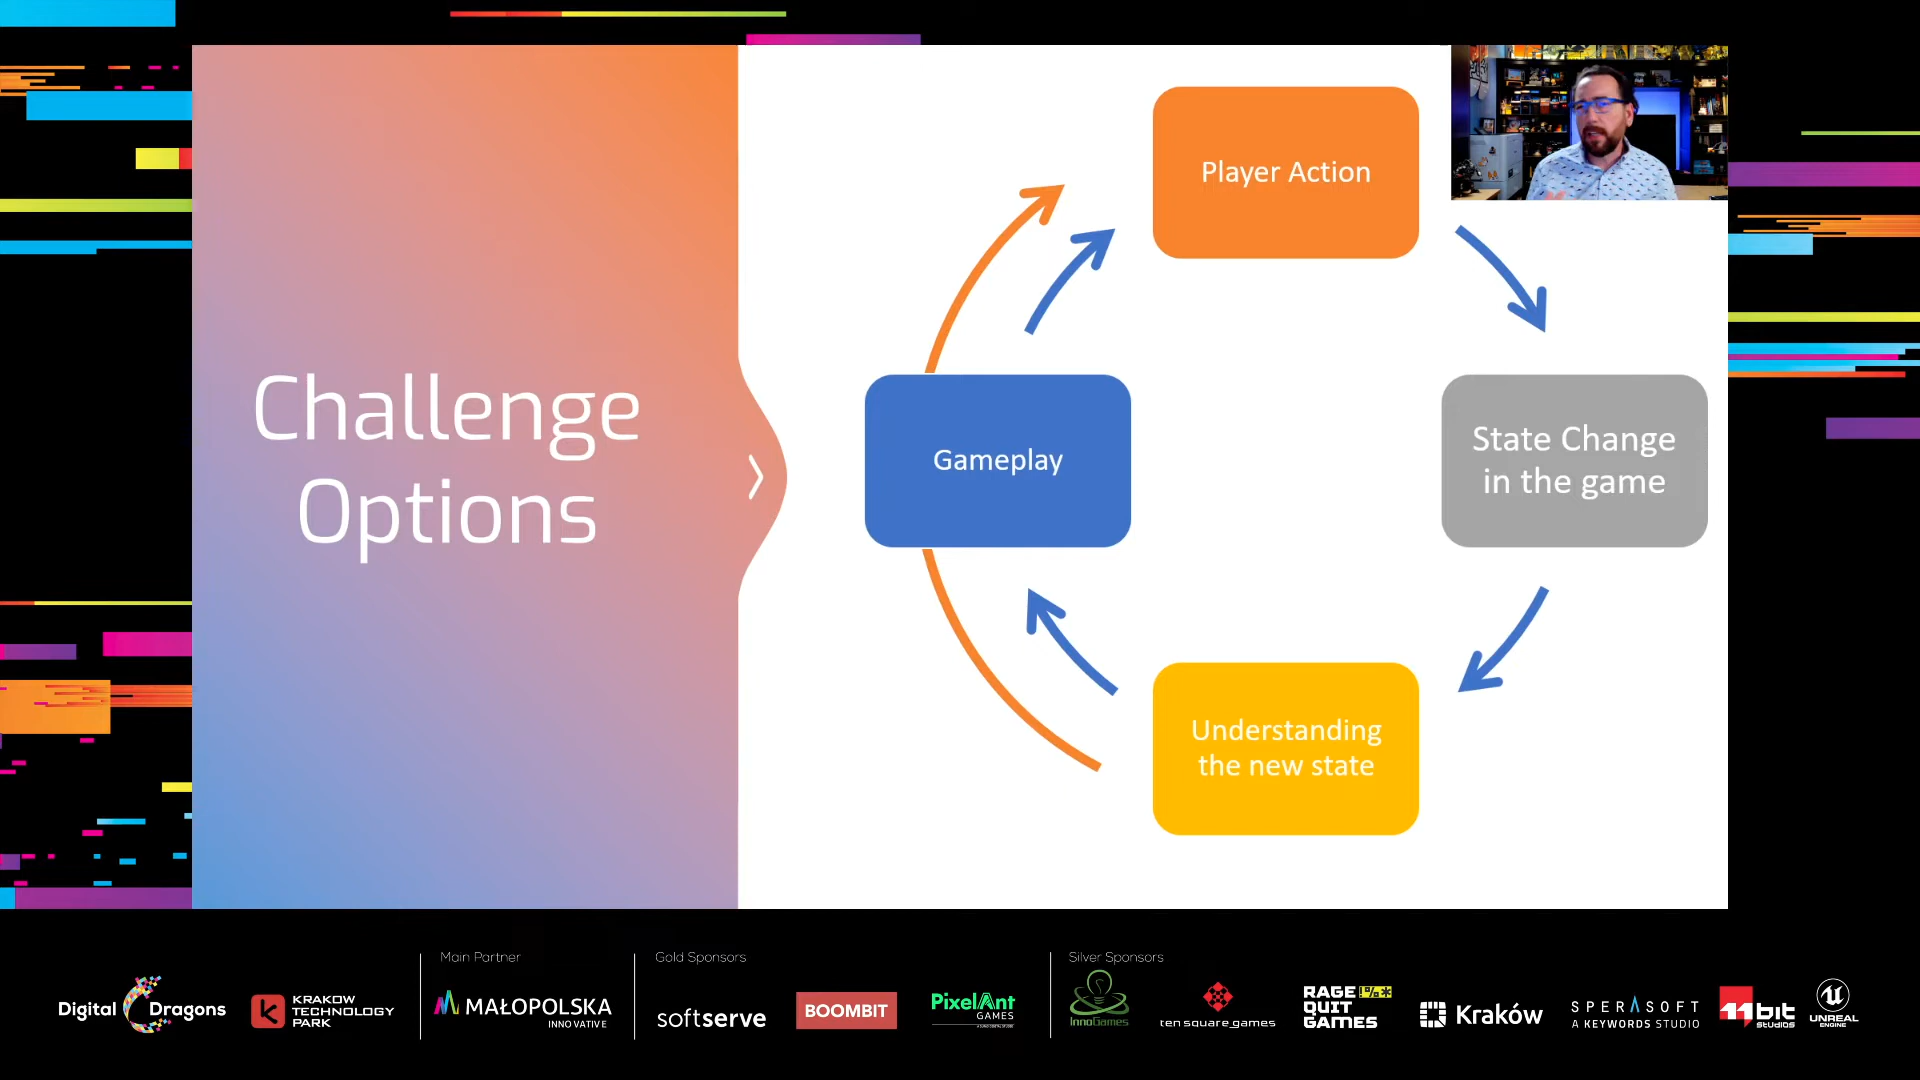 Challenge
Options
Player Action
Gameplay
State Change
in the game
Understanding
the new state
Main Partner
Gold Sponsors
Silver Sponsors
Digital Dragons
KRAKOW
TECHNOLOGY
PARK
MAŁOPOLSKA
INNOVATIVE
softserve
BOOMBIT
PixelAnt
GAMES
InnoGames
ten square games
RAGE !%*
QUIT
GAMES
Kraków
SPERASOFT
A KEYWORDS STUDIO
11bit
STUDIOS
UNREAL
ENGINE